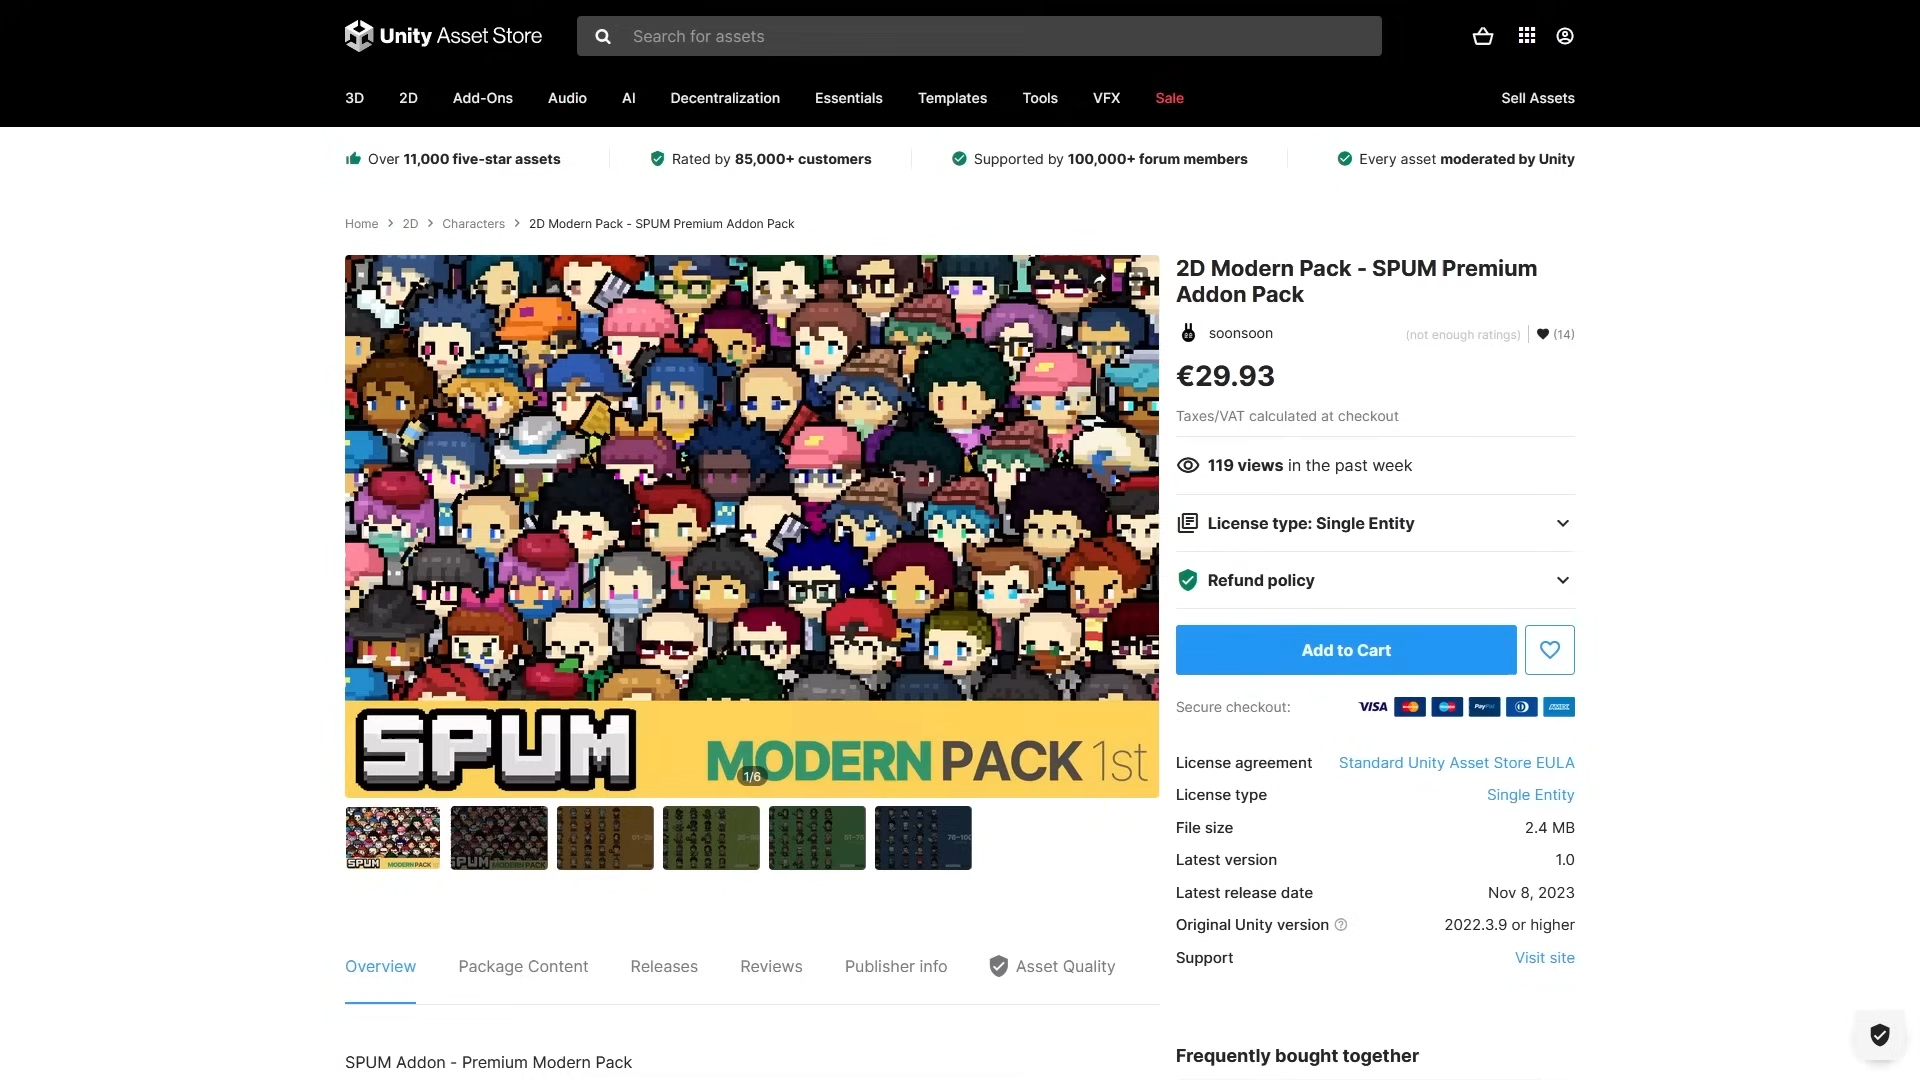 Unity Asset Store
Search for assets
3D 2D Add-Ons Audio AI Decentralization Essentials Templates Tools VFX Sale Sell Assets
Over 11,000 five-star assets Rated by 85,000+ customers Supported by 100,000+ forum members Every asset moderated by Unity
Home > 2D > Characters > 2D Modern Pack - SPUM Premium Addon Pack
SPUM
MODERN PACK 1st
1/6
SPUM MODERN PACK
2D Modern Pack - SPUM Premium
Addon Pack
soonsoon (not enough ratings) (14)
€29.93
Taxes/VAT calculated at checkout
119 views in the past week
License type: Single Entity
Refund policy
Add to Cart
Secure checkout: VISA PayPal
License agreement Standard Unity Asset Store EULA
License type Single Entity
File size 2.4 MB
Latest version 1.0
Latest release date Nov 8, 2023
Original Unity version 2022.3.9 or higher
Support Visit site
Overview Package Content Releases Reviews Publisher info Asset Quality
SPUM Addon - Premium Modern Pack
Frequently bought together